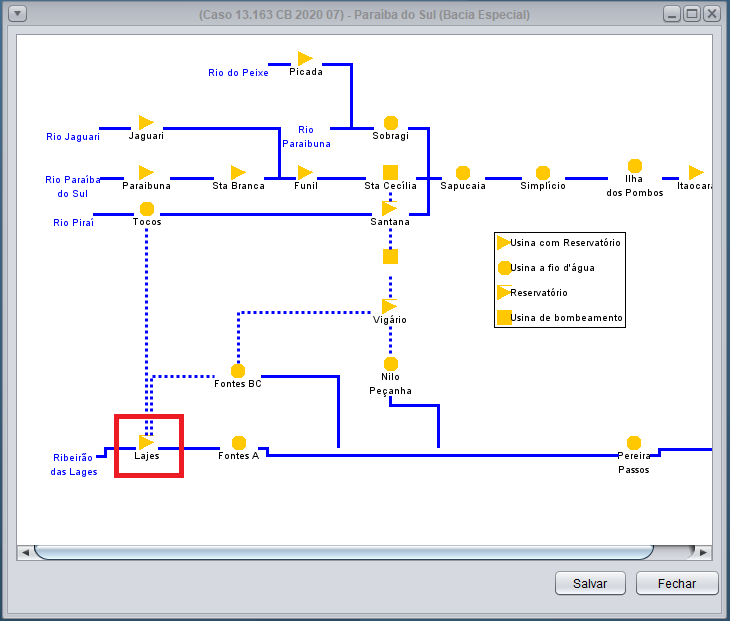 (Caso 13.163 CB 2020 07) - Paraíba do Sul (Bacia Especial)
Rio do Peixe
Picada
Rio Jaguari
Jaguari
Rio
Paraibuna
Sobragi
Rio Paraíba
do Sul
Paraibuna
Sta Branca
Funil
Sta Cecília
Sapucaia
Simplício
Ilha
dos Pombos
Itaocara
Rio Piraí
Tocos
Santana
Usina com Reservatório
Usina a fio d'água
Reservatório
Usina de bombeamento
Vigário
Fontes BC
Nilo
Peçanha
Ribeirão
das Lages
Lajes
Fontes A
Pereira
Passos
Salvar
Fechar